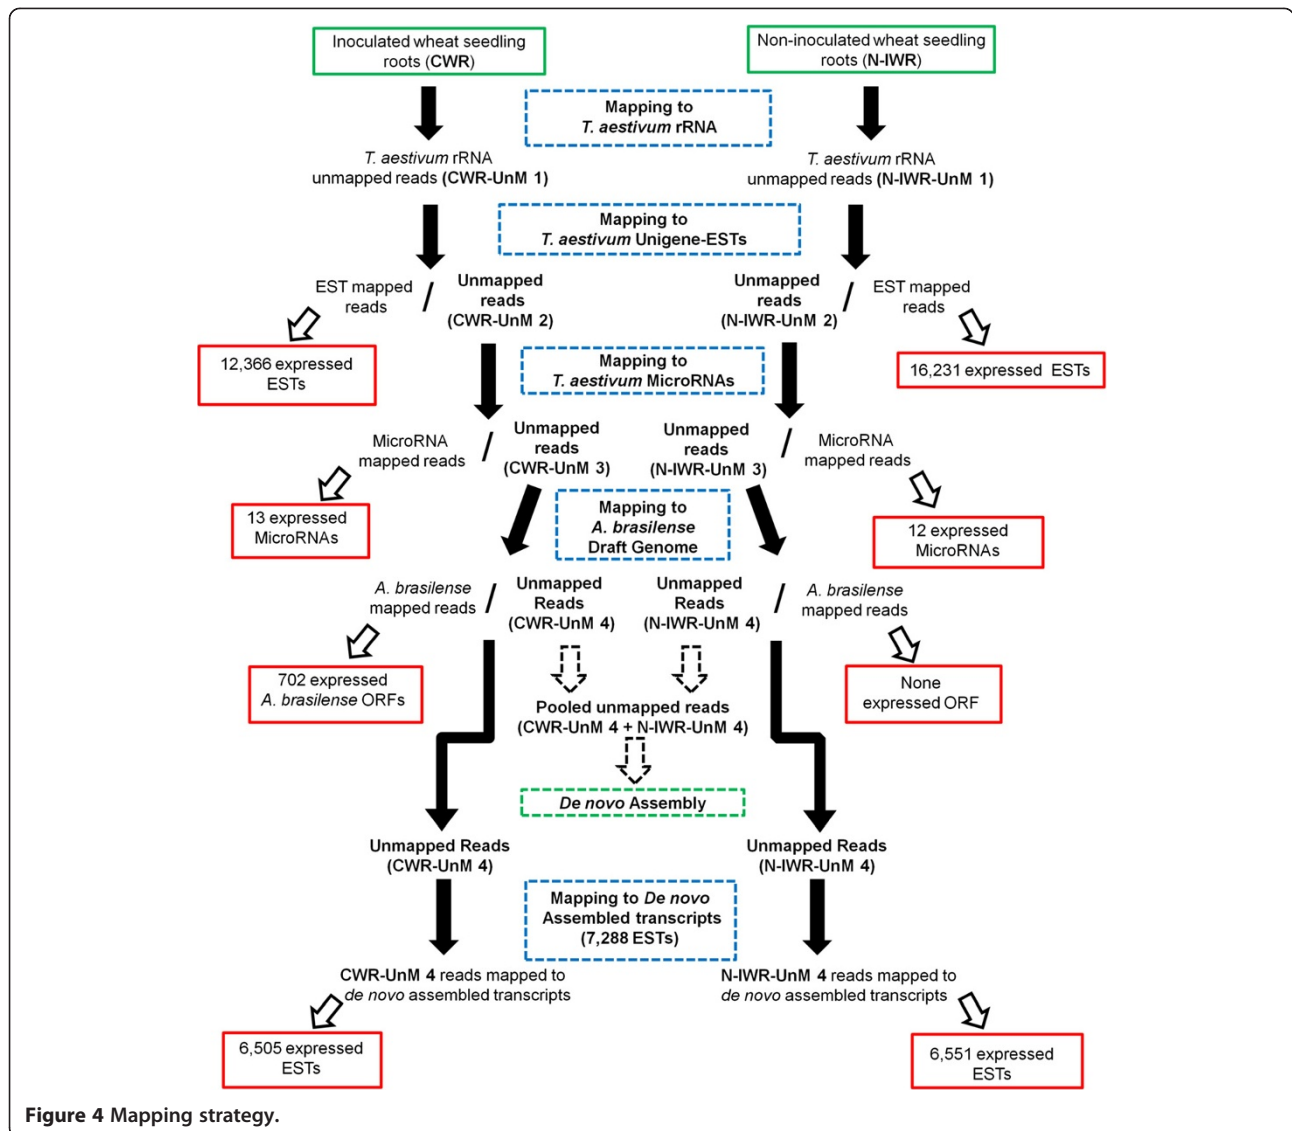 Inoculated wheat seedling
roots (CWR)
Non-inoculated wheat seedling
roots (N-IWR)
Mapping to
T. aestivum rRNA
T. aestivum rRNA
unmapped reads (CWR-UnM 1)
T. aestivum rRNA
unmapped reads (N-IWR-UnM 1)
Mapping to
T. aestivum Unigene-ESTs
EST mapped
reads
/
Unmapped
reads
(CWR-UnM 2)
Unmapped
reads
(N-IWR-UnM 2)
/
EST mapped
reads
12,366 expressed
ESTs
Mapping to
T. aestivum MicroRNAs
16,231 expressed ESTs
MicroRNA
mapped reads
/
Unmapped
reads
(CWR-UnM 3)
Unmapped
reads
(N-IWR-UnM 3)
/
MicroRNA
mapped reads
13 expressed
MicroRNAs
Mapping to
A. brasilense
Draft Genome
12 expressed
MicroRNAs
A. brasilense
mapped reads
/
Unmapped
Reads
(CWR-UnM 4)
Unmapped
Reads
(N-IWR-UnM 4)
/
A. brasilense
mapped reads
702 expressed
A. brasilense ORFs
Pooled unmapped reads
(CWR-UnM 4 + N-IWR-UnM 4)
None
expressed ORF
De novo Assembly
Unmapped Reads
(CWR-UnM 4)
Unmapped Reads
(N-IWR-UnM 4)
Mapping to De novo
Assembled transcripts
(7,288 ESTs)
CWR-UnM 4 reads mapped to
de novo assembled transcripts
N-IWR-UnM 4 reads mapped to
de novo assembled transcripts
6,505 expressed
ESTs
6,551 expressed
ESTs
Figure 4 Mapping strategy.